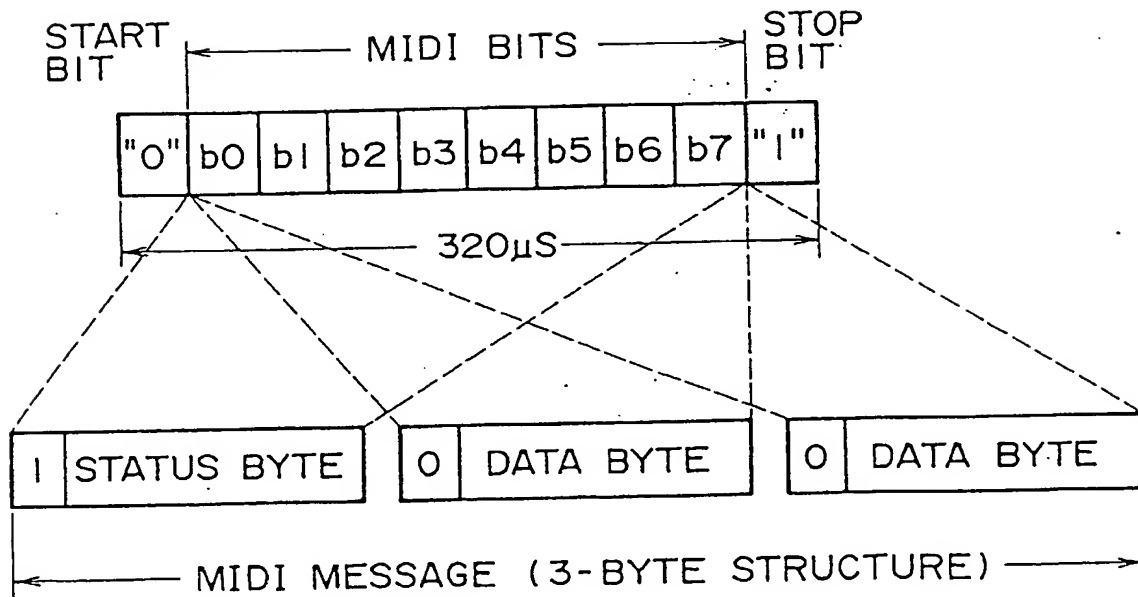 START BIT
MIDI BITS
STOP BIT
"0" b0 b1 b2 b3 b4 b5 b6 b7 "1"
320µS
1 STATUS BYTE 0 DATA BYTE 0 DATA BYTE
MIDI MESSAGE (3-BYTE STRUCTURE)